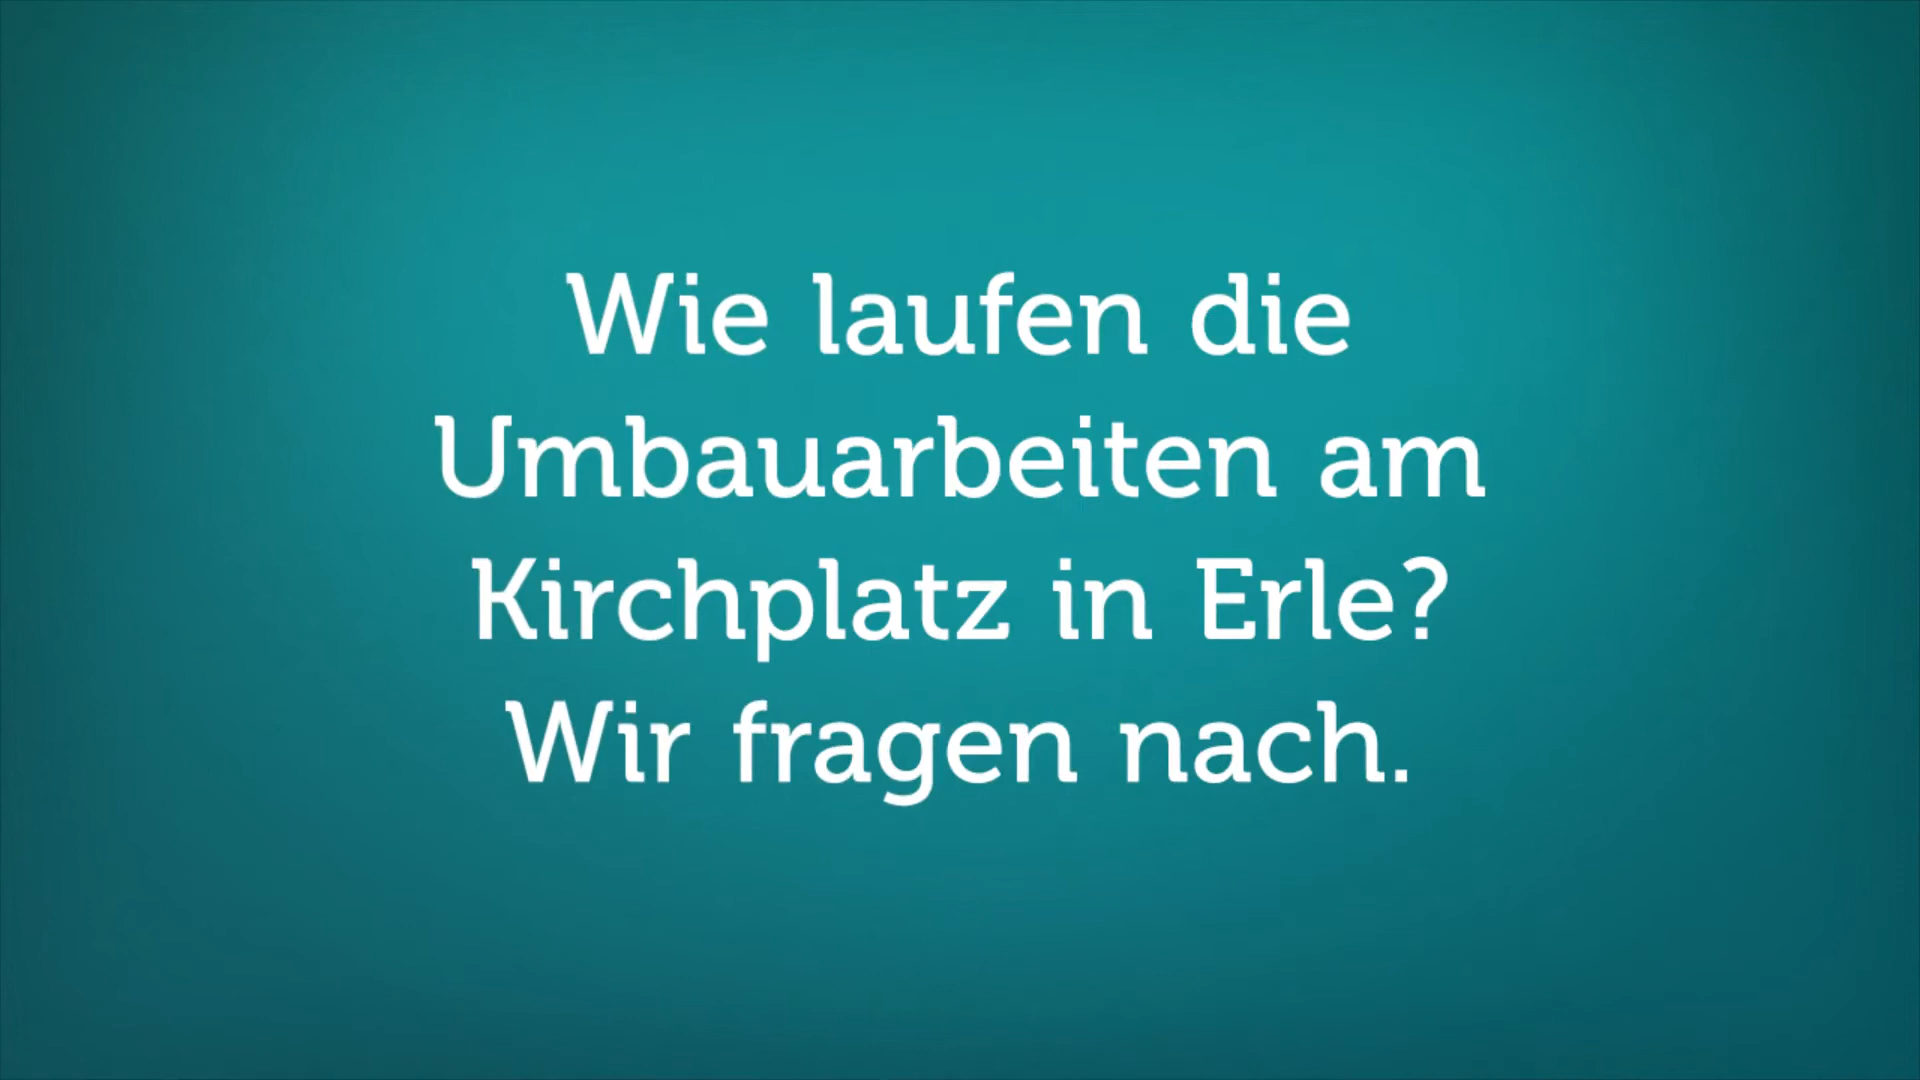 Wie laufen die
Umbauarbeiten am
Kirchplatz in Erle?
Wir fragen nach.